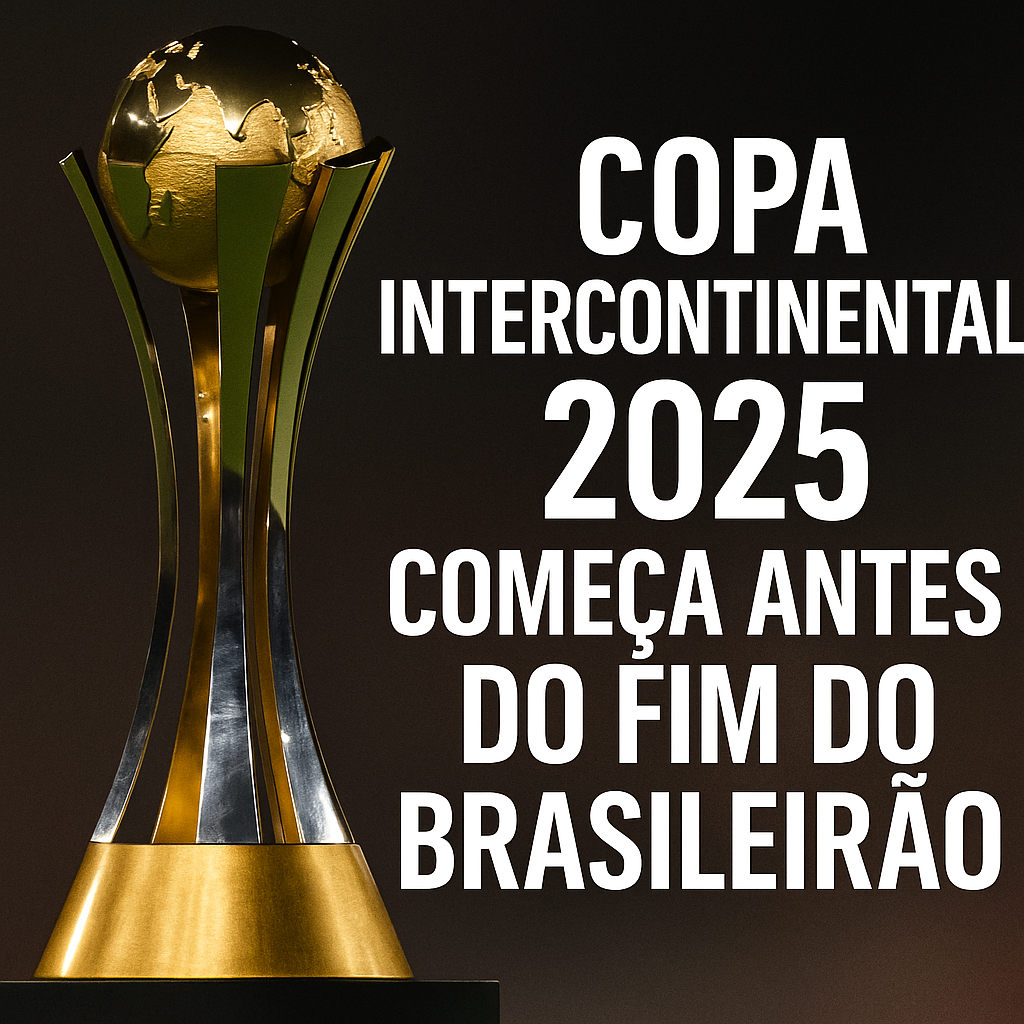 COPA
INTERCONTINENTAL
2025
COMEÇA ANTES
DO FIM DO
BRASILEIRÃO